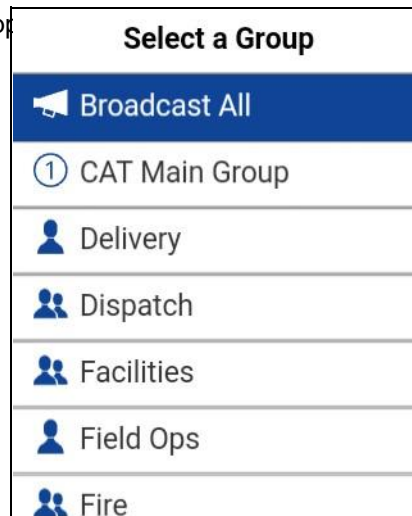 Select a Group
Broadcast All
1 CAT Main Group
Delivery
Dispatch
Facilities
Field Ops
Fire